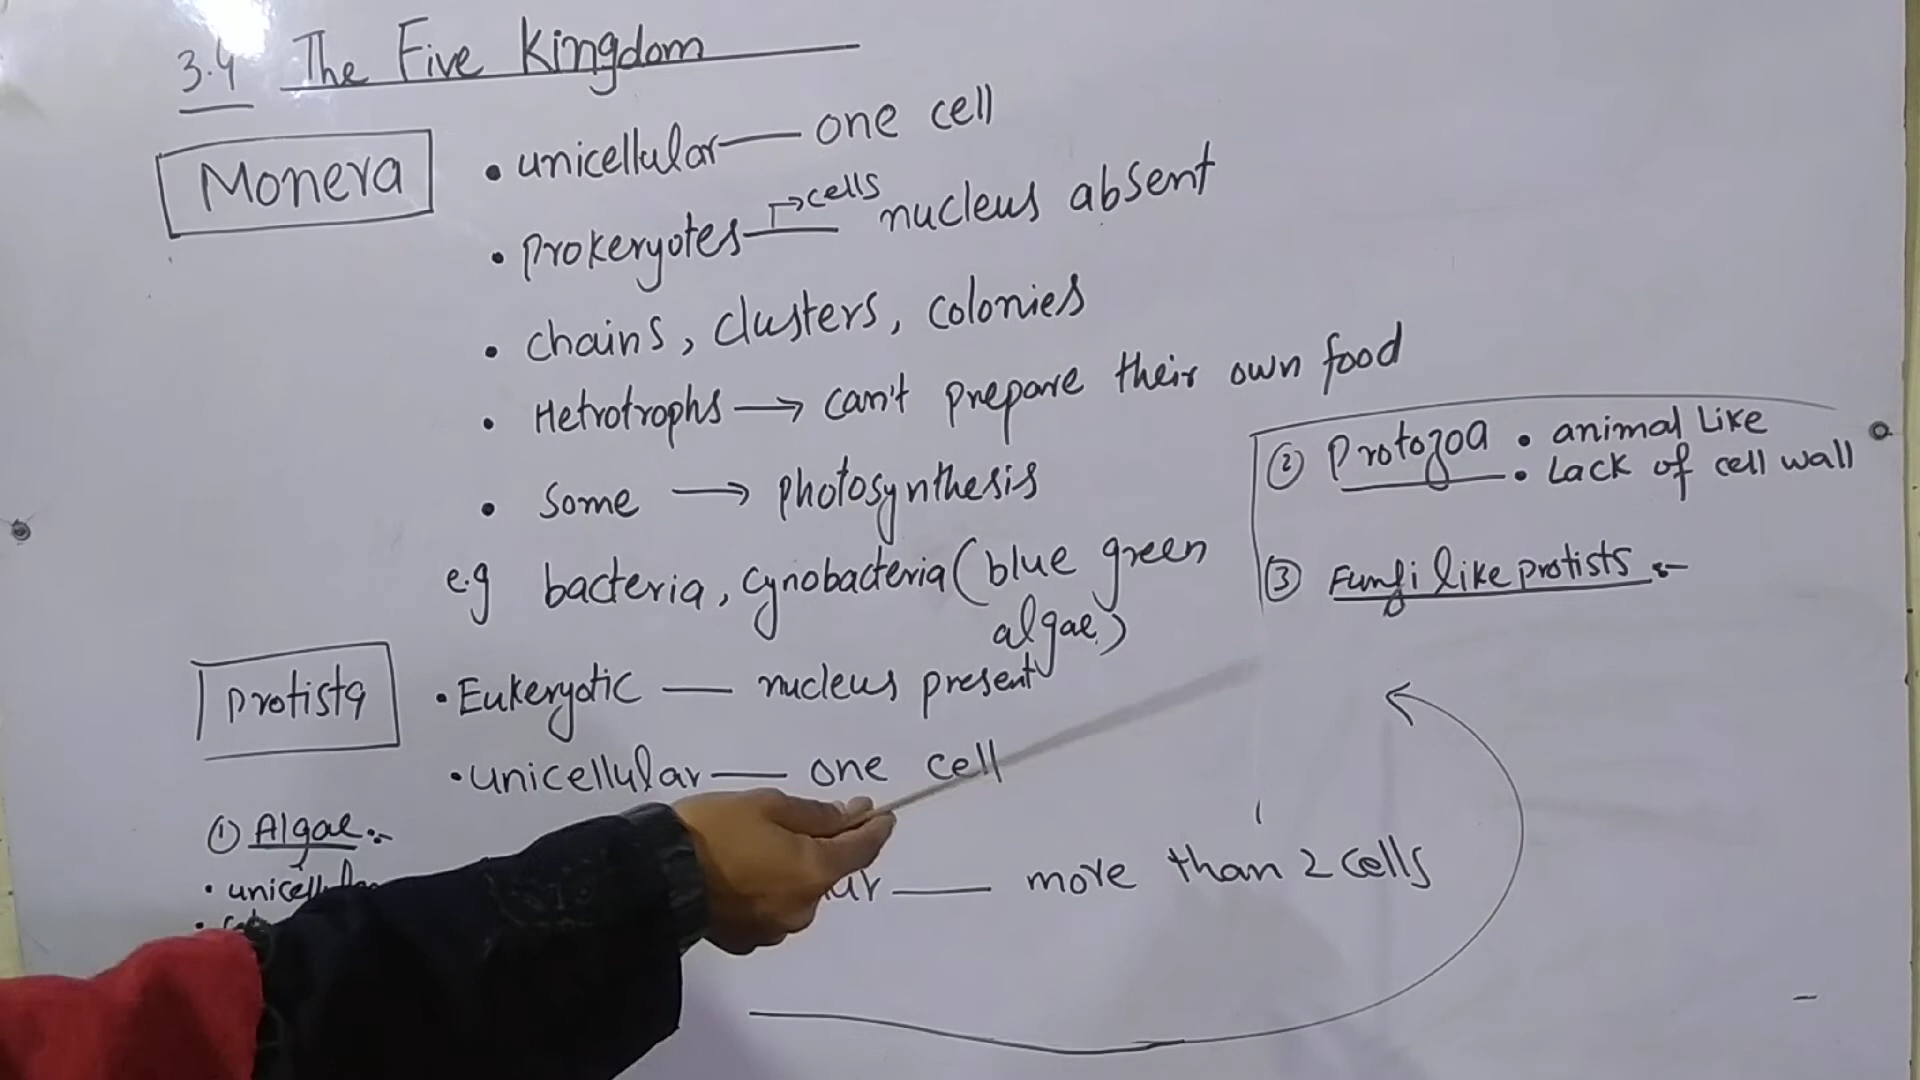 3.4 The Five Kingdom
Monera
• unicellular — one cell
• prokeryotes — cells nucleus absent
• chains, clusters, colonies
• Hetrotrophs → can't prepare their own food
• Some → photosynthesis
e.g bacteria, cynobacteria (blue green
algae)
Protista
• Eukeryotic — nucleus present
• unicellular — one cell
— more than 2 cells
① Algae :-
• unicellular
② Protozoa • animal like
• Lack of cell wall
③ Fungi like protists :-